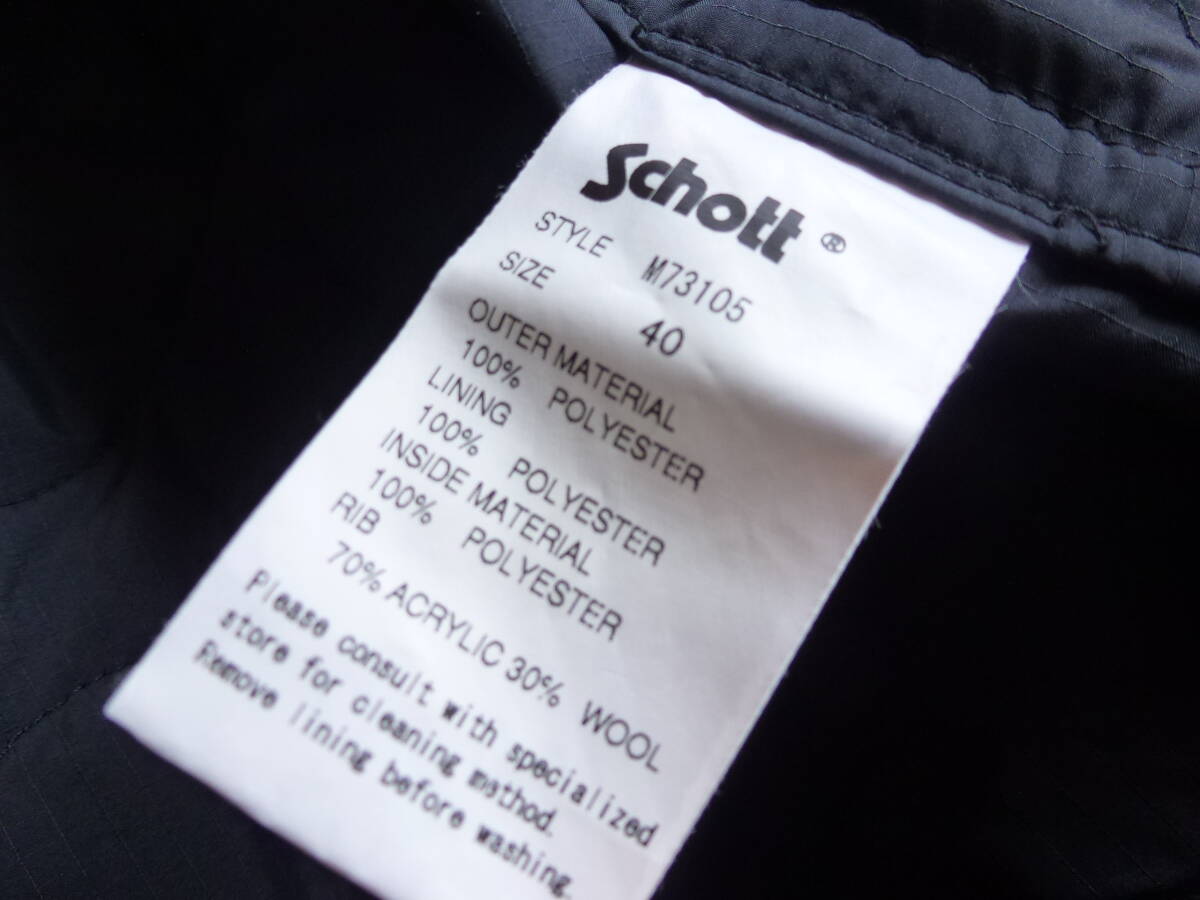 Schott ®
STYLE M73105
SIZE 40
OUTER MATERIAL
100% POLYESTER
LINING
100% POLYESTER
INSIDE MATERIAL
100% POLYESTER
RIB
70% ACRYLIC 30% WOOL
Please consult with specialized
store for cleaning method.
Remove lining before washing.